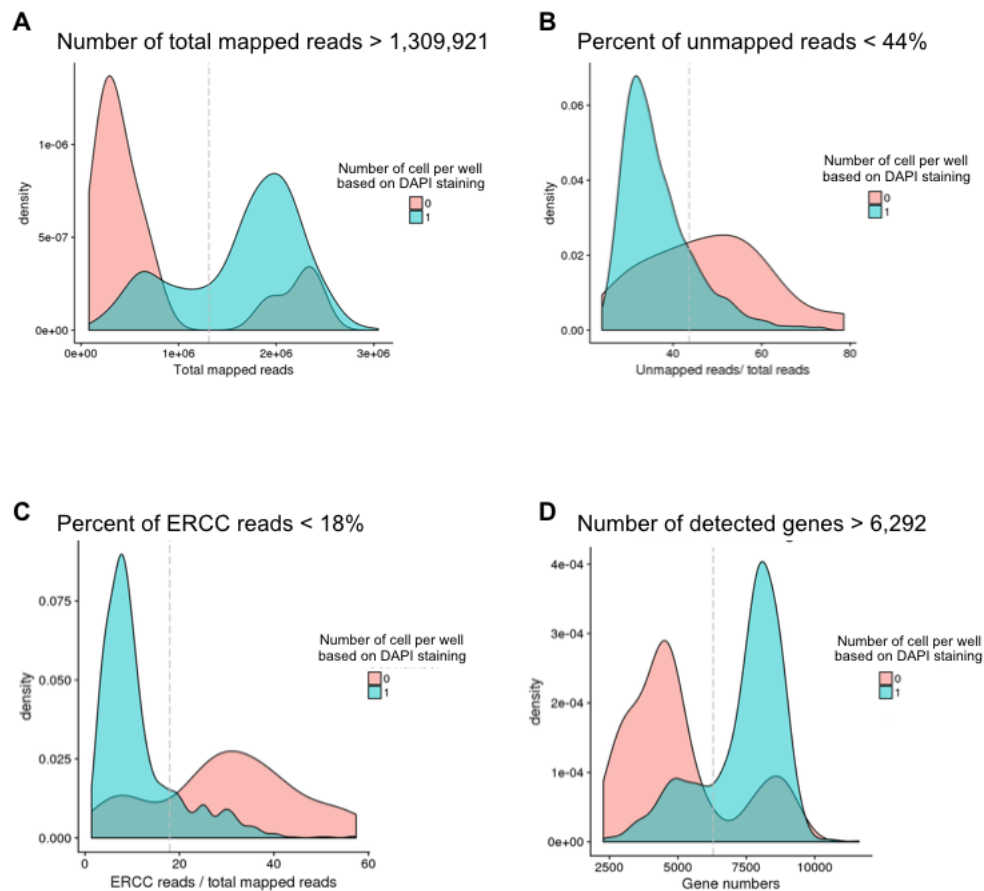 A
Number of total mapped reads > 1,309,921
density
1e-06
5e-07
0e+00
0e+00
1e+06
2e+06
3e+06
Total mapped reads
Number of cell per well
based on DAPI staining
0
1
B
Percent of unmapped reads < 44%
density
0.06
0.04
0.02
0.00
40
60
80
Unmapped reads/ total reads
Number of cell per well
based on DAPI staining
0
1
C
Percent of ERCC reads < 18%
density
0.075
0.050
0.025
0.000
0
20
40
60
ERCC reads / total mapped reads
Number of cell per well
based on DAPI staining
0
1
D
Number of detected genes > 6,292
density
4e-04
3e-04
2e-04
1e-04
0e+00
2500
5000
7500
10000
Gene numbers
Number of cell per well
based on DAPI staining
0
1